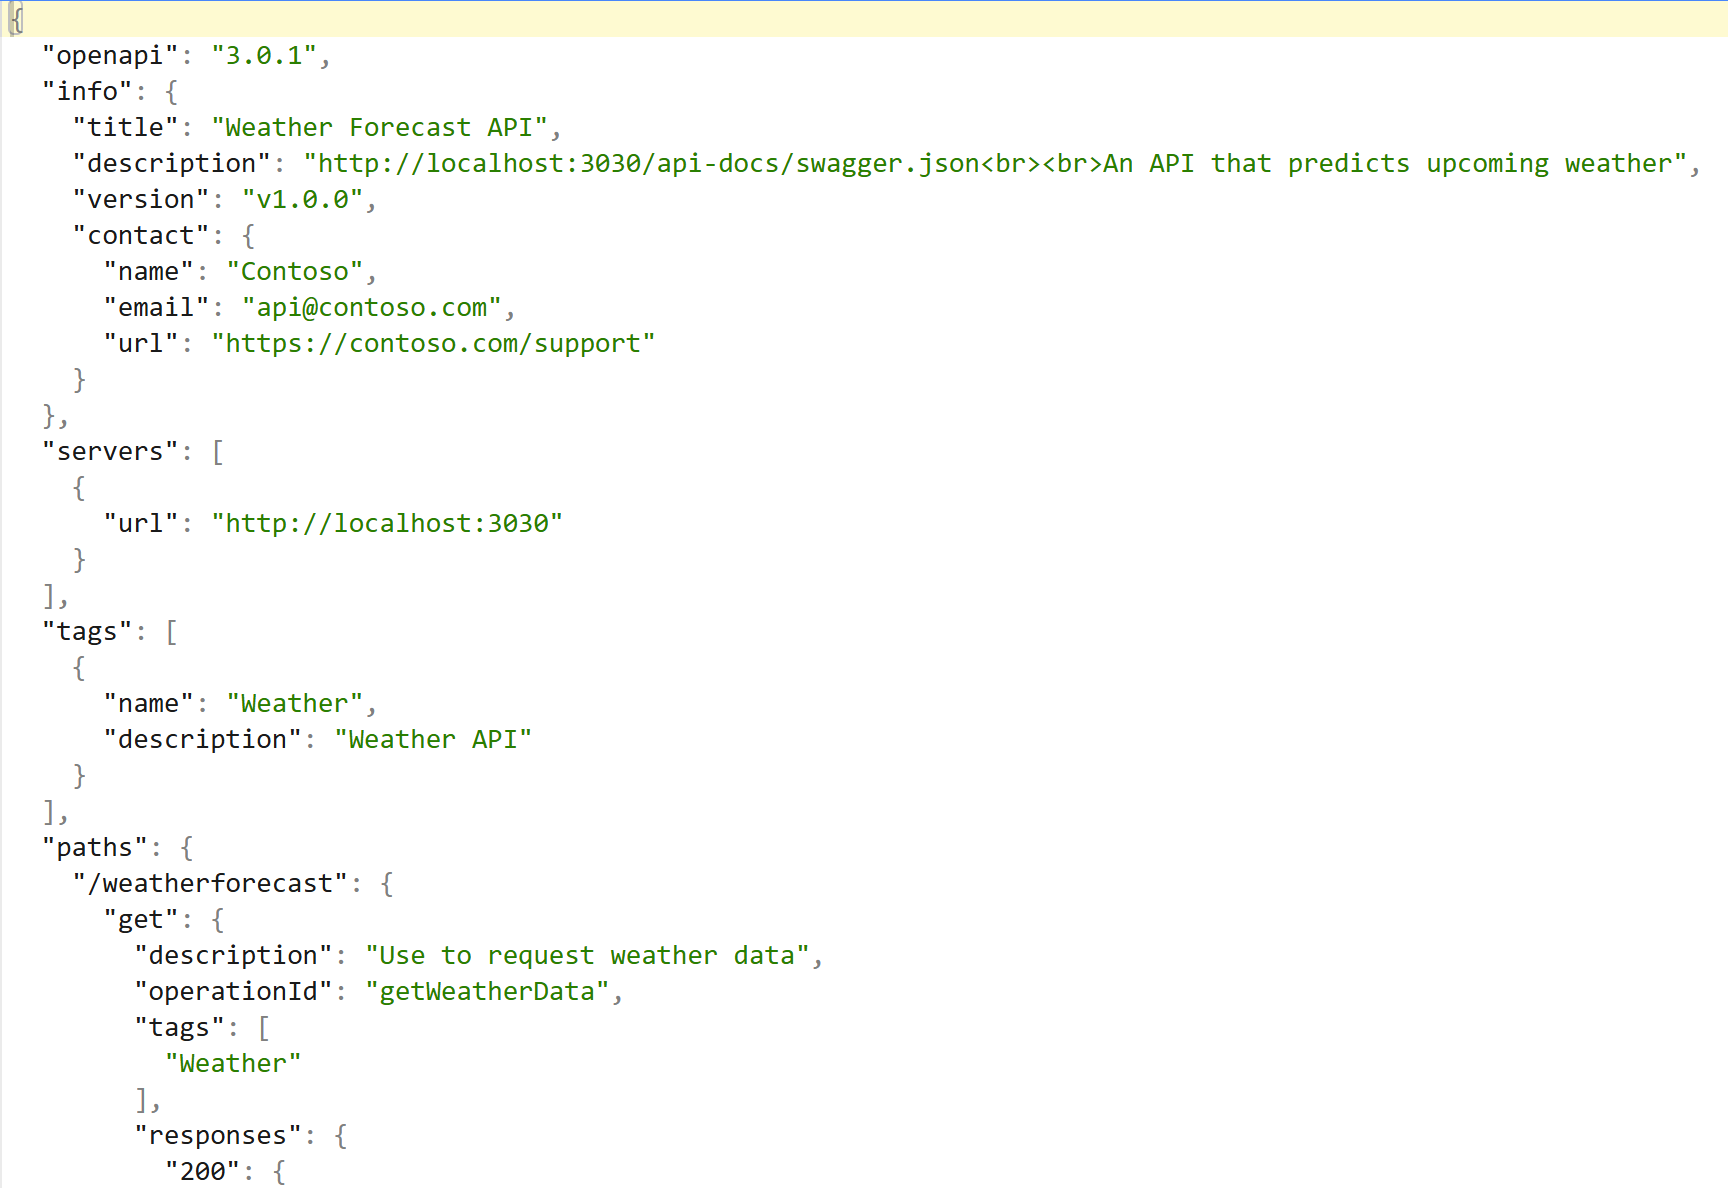 {
  "openapi": "3.0.1",
  "info": {
    "title": "Weather Forecast API",
    "description": "http://localhost:3030/api-docs/swagger.json<br><br>An API that predicts upcoming weather",
    "version": "v1.0.0",
    "contact": {
      "name": "Contoso",
      "email": "api@contoso.com",
      "url": "https://contoso.com/support"
    }
  },
  "servers": [
    {
      "url": "http://localhost:3030"
    }
  ],
  "tags": [
    {
      "name": "Weather",
      "description": "Weather API"
    }
  ],
  "paths": {
    "/weatherforecast": {
      "get": {
        "description": "Use to request weather data",
        "operationId": "getWeatherData",
        "tags": [
          "Weather"
        ],
        "responses": {
          "200": {